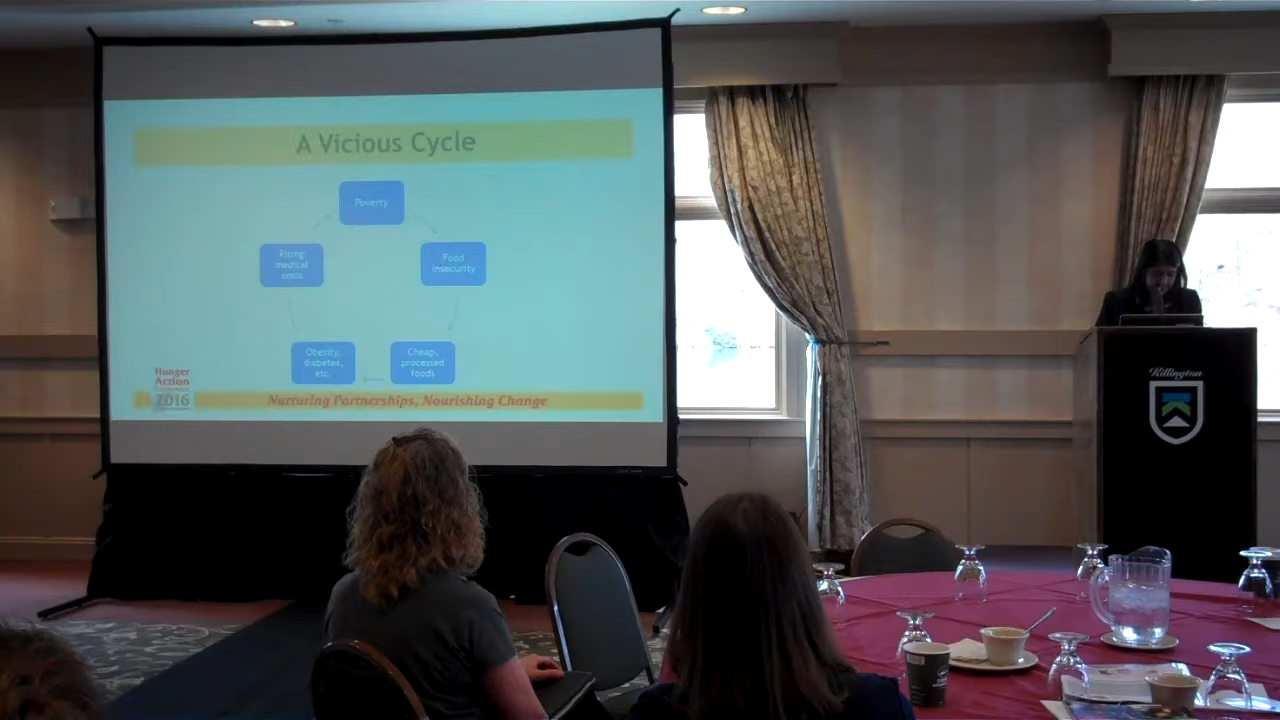 A Vicious Cycle
Poverty
Rising
medical
costs
Food
insecurity
Obesity,
diabetes,
etc.
Cheap,
processed
foods
Hunger
Action
2016
Nurturing Partnerships, Nourishing Change
Killington